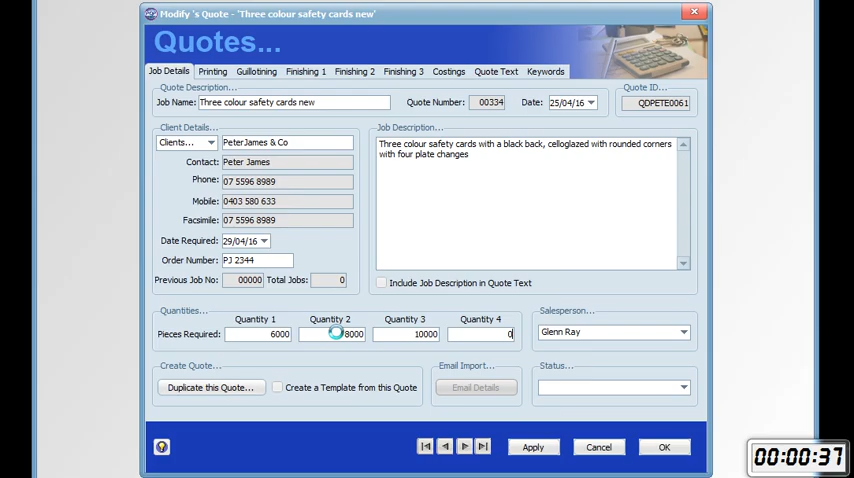 Modify 's Quote - 'Three colour safety cards new'
Quotes...
Job Details Printing Guillotining Finishing 1 Finishing 2 Finishing 3 Costings Quote Text Keywords
Quote Description...
Job Name: Three colour safety cards new Quote Number: 00334 Date: 25/04/16
Quote ID...
QDPETE0061
Client Details...
Clients... PeterJames & Co
Contact: Peter James
Phone: 07 5596 8989
Mobile: 0403 580 633
Facsimile: 07 5596 8989
Date Required: 29/04/16
Order Number: PJ 2344
Previous Job No: 00000 Total Jobs: 0
Job Description...
Three colour safety cards with a black back, celloglazed with rounded corners
with four plate changes
Include Job Description in Quote Text
Quantities...
Quantity 1 Quantity 2 Quantity 3 Quantity 4
Pieces Required: 6000 8000 10000 0
Salesperson...
Glenn Ray
Create Quote...
Duplicate this Quote... Create a Template from this Quote
Email Import...
Email Details
Status...
Apply Cancel OK
00:00:37